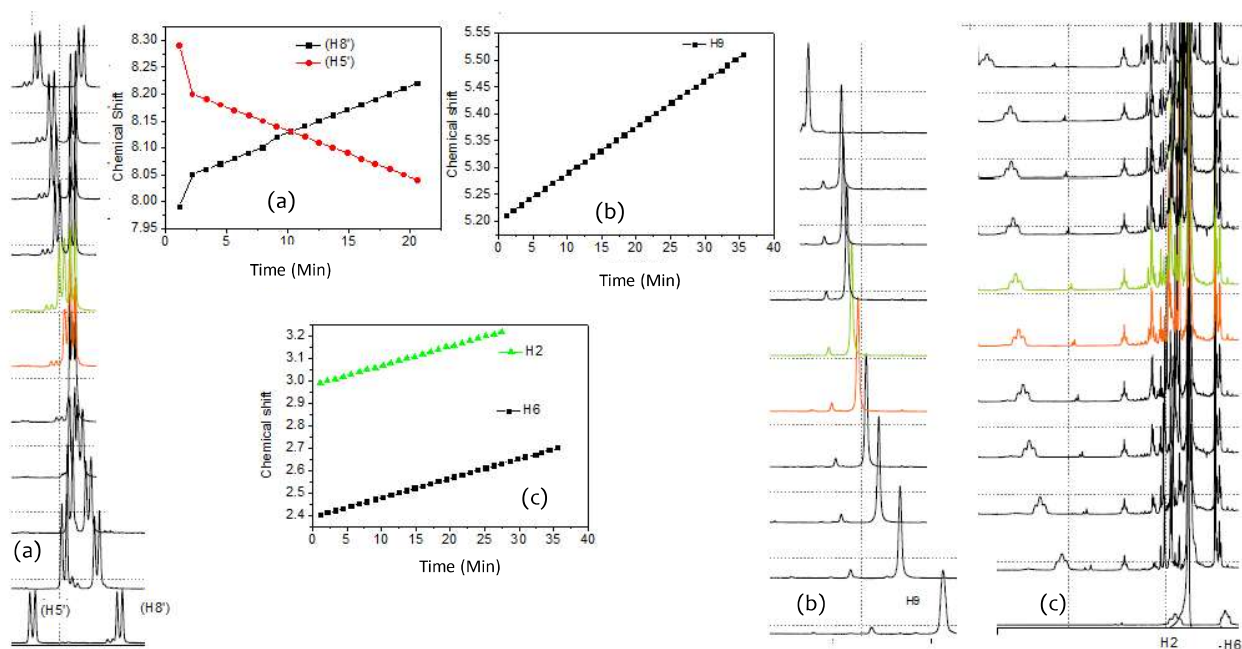 8.30
8.25
8.20
8.15
8.10
8.05
8.00
7.95
Chemical Shift
(H8')
(H5')
(a)
0 5 10 15 20
Time (Min)
5.60
5.55
5.50
5.45
5.40
5.35
5.30
5.25
5.20
Chemical shift
H9
(b)
0 5 10 15 20 25 30 35 40
Time (Min)
3.2
3.1
3.0
2.7
2.6
2.5
2.4
Chemical shift
H2
H6
(c)
0 5 10 15 20 25 30 35 40
Time (Min)
(a)
(H5')
(H8')
(b)
H9
(c)
H2
H6